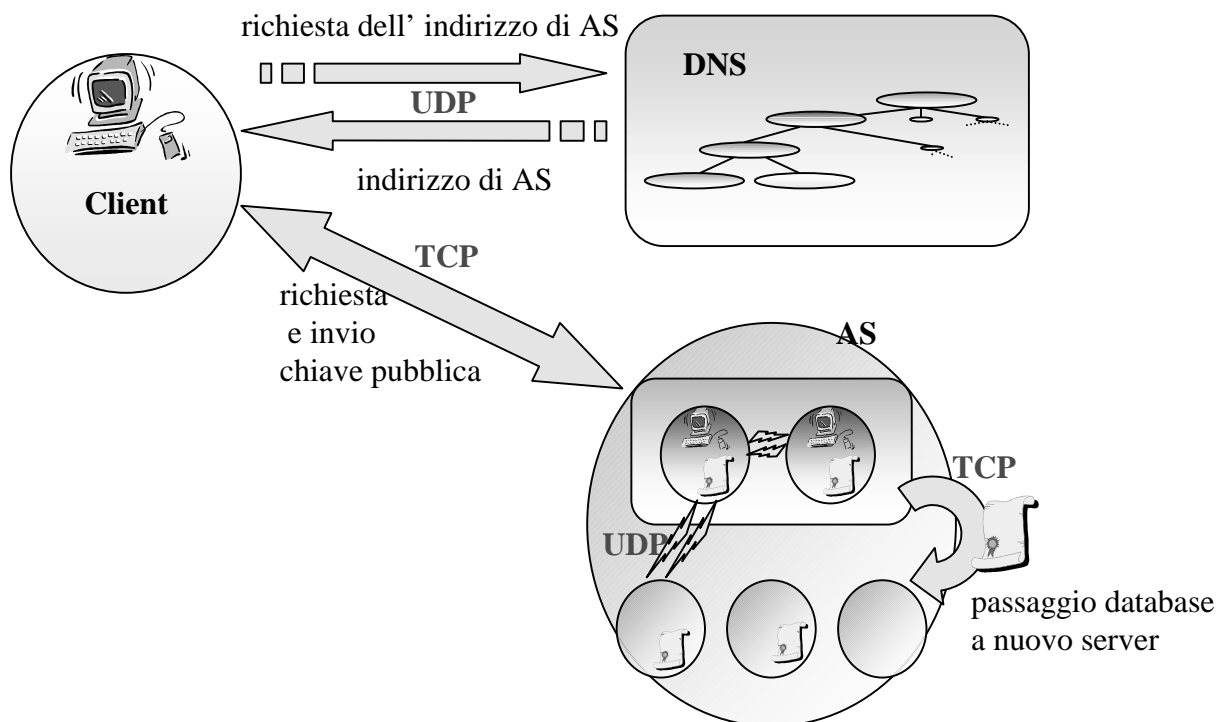 richiesta dell' indirizzo di AS
DNS
UDP
indirizzo di AS
Client
TCP
richiesta
e invio
chiave pubblica
AS
TCP
UDP
passaggio database
a nuovo server